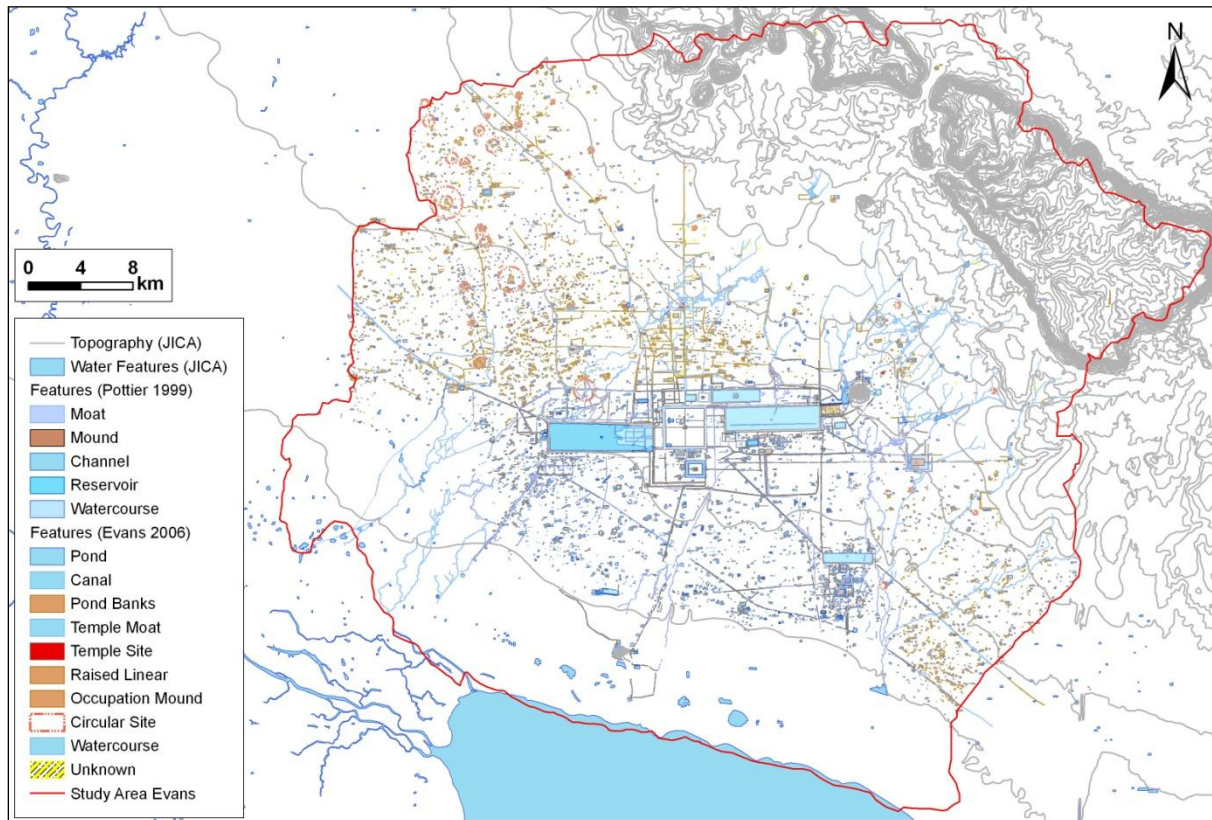 N
0 4 8
km
Topography (JICA)
Water Features (JICA)
Features (Pottier 1999)
Moat
Mound
Channel
Reservoir
Watercourse
Features (Evans 2006)
Pond
Canal
Pond Banks
Temple Moat
Temple Site
Raised Linear
Occupation Mound
Circular Site
Watercourse
Unknown
Study Area Evans